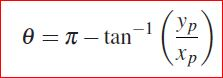 θ = π − tan⁻¹ (y_p / x_p)